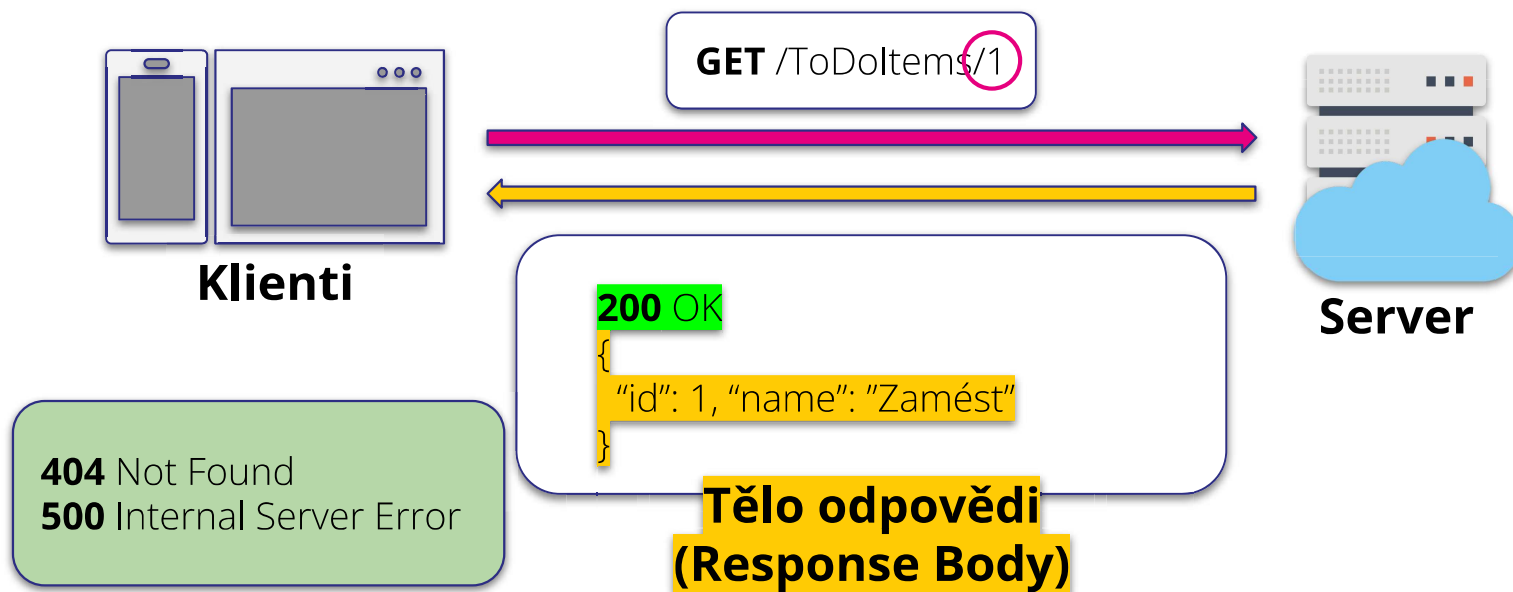 GET /ToDoItems/1
Klienti
Server
200 OK
{
“id”: 1, “name”: ”Zamést”
}
404 Not Found
500 Internal Server Error
Tělo odpovědi
(Response Body)